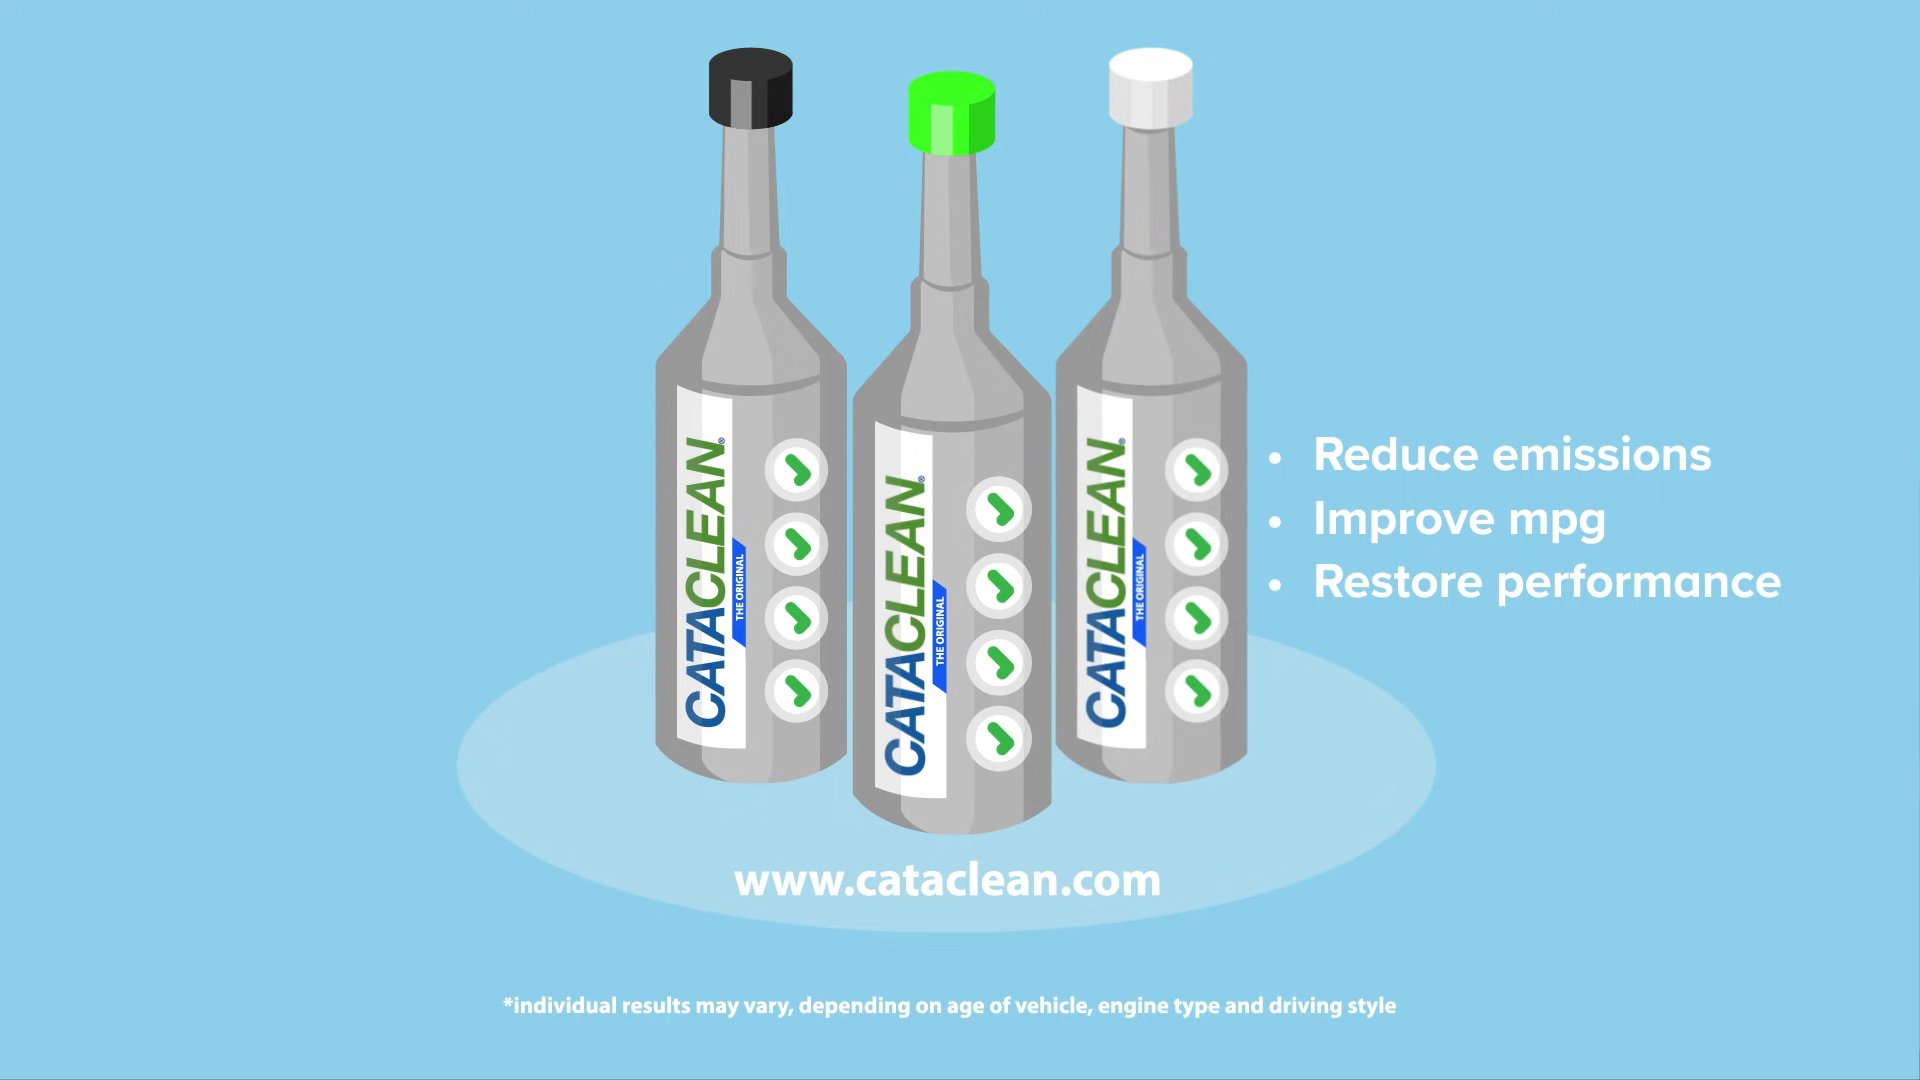 CATACLEAN®
THE ORIGINAL
CATACLEAN®
THE ORIGINAL
CATACLEAN®
THE ORIGINAL
• Reduce emissions
• Improve mpg
• Restore performance
www.cataclean.com
*individual results may vary, depending on age of vehicle, engine type and driving style